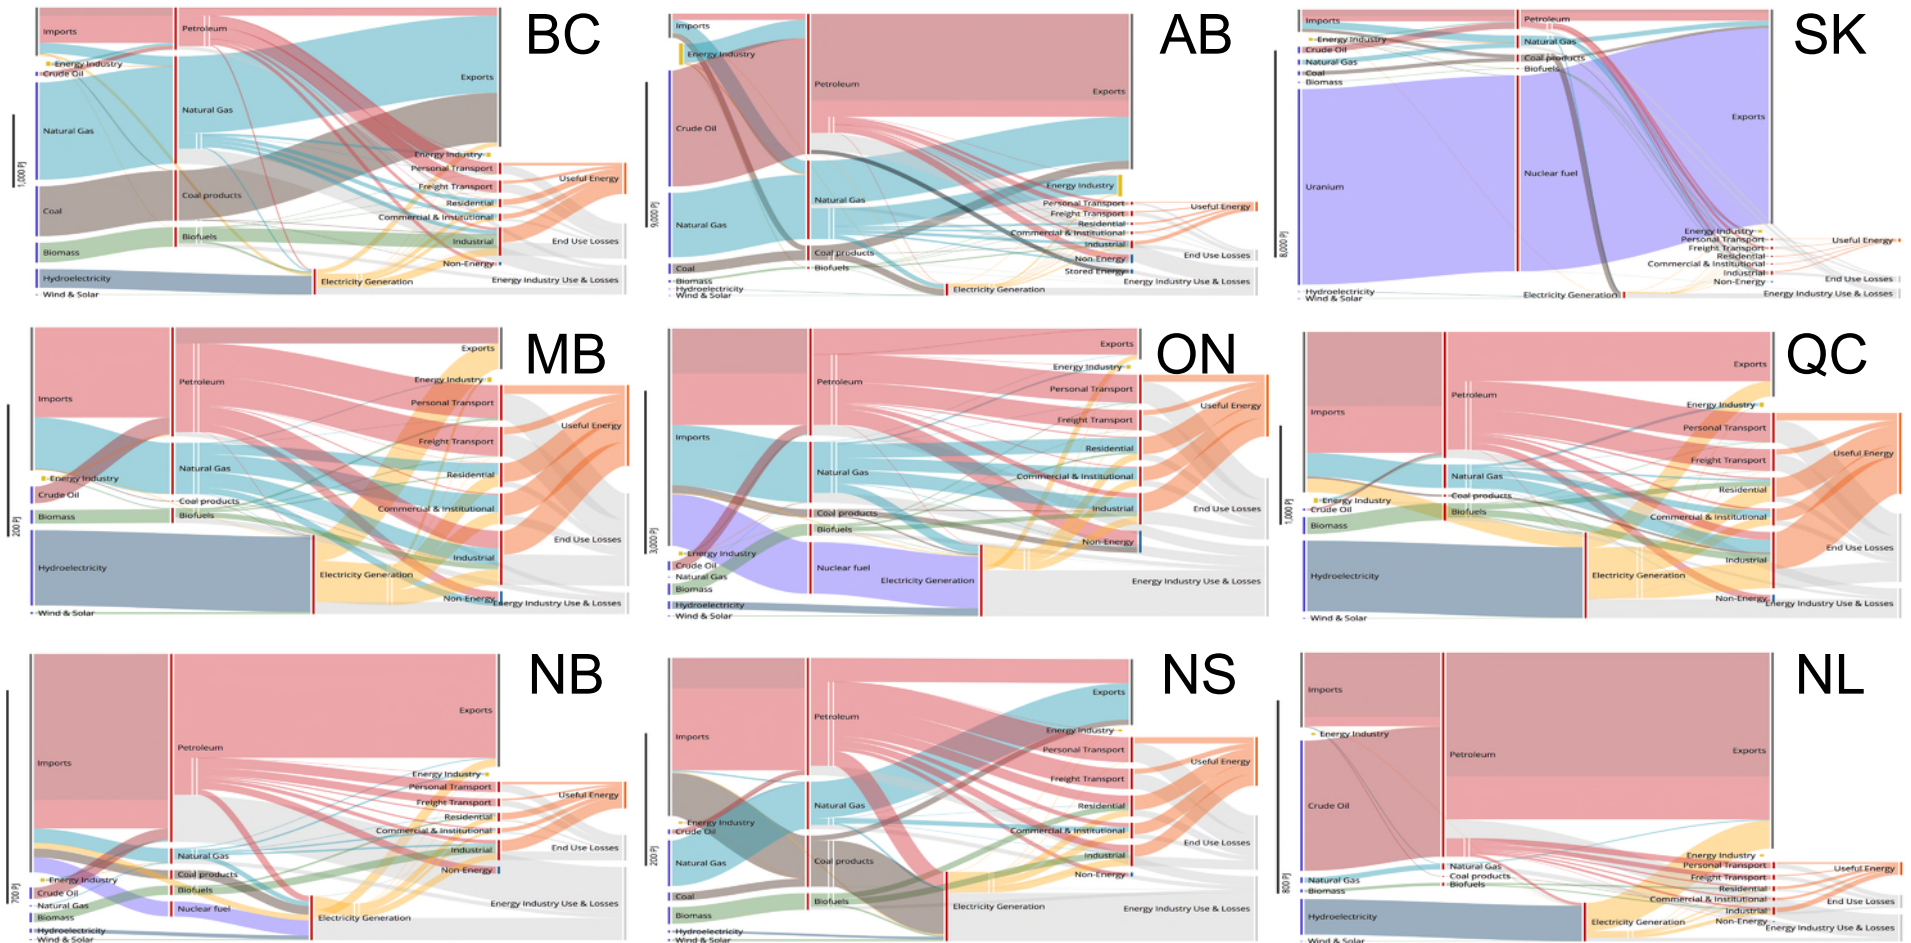 BC
Imports
Petroleum
Exports
Energy Industry
Crude Oil
Natural Gas
Natural Gas
1,000 PJ
Energy Industry
Personal Transport
Useful Energy
Freight Transport
Coal
Coal products
Residential
Commercial & Institutional
Biomass
Biofuels
Industrial
End Use Losses
Non-Energy
Hydroelectricity
Electricity Generation
Energy Industry Use & Losses
Wind & Solar
AB
Imports
Energy Industry
Petroleum
Exports
Crude Oil
9,000 PJ
Energy Industry
Natural Gas
Natural Gas
Personal Transport
Useful Energy
Freight Transport
Residential
Commercial & Institutional
Industrial
Coal products
End Use Losses
Non-Energy
Coal
Biofuels
Stored Energy
Biomass
Hydroelectricity
Electricity Generation
Energy Industry Use & Losses
Wind & Solar
SK
Imports
Petroleum
Energy Industry
Natural Gas
Crude Oil
Natural Gas
Coal products
Coal
Biofuels
Biomass
Exports
Uranium
Nuclear fuel
8,000 PJ
Energy Industry
Personal Transport
Useful Energy
Freight Transport
Residential
Commercial & Institutional
Industrial
End Use Losses
Non-Energy
Hydroelectricity
Electricity Generation
Energy Industry Use & Losses
Wind & Solar
MB
Exports
Petroleum
Energy Industry
Imports
Personal Transport
Useful Energy
Freight Transport
Natural Gas
Residential
Energy Industry
Crude Oil
Coal products
Commercial & Institutional
Biomass
Biofuels
200 PJ
End Use Losses
Industrial
Hydroelectricity
Electricity Generation
Non-Energy
Energy Industry Use & Losses
Wind & Solar
ON
Exports
Energy Industry
Petroleum
Personal Transport
Useful Energy
Freight Transport
Imports
Residential
Natural Gas
Commercial & Institutional
Industrial
End Use Losses
Coal products
Biofuels
3,000 PJ
Non-Energy
Energy Industry
Crude Oil
Nuclear fuel
Natural Gas
Electricity Generation
Energy Industry Use & Losses
Biomass
Hydroelectricity
Wind & Solar
QC
Exports
Petroleum
Energy Industry
Imports
Personal Transport
Useful Energy
Freight Transport
Natural Gas
Residential
Coal products
Energy Industry
Crude Oil
Biofuels
Commercial & Institutional
Biomass
1,000 PJ
End Use Losses
Industrial
Hydroelectricity
Electricity Generation
Non-Energy
Energy Industry Use & Losses
Wind & Solar
NB
Exports
Petroleum
Imports
Energy Industry
Personal Transport
Useful Energy
Freight Transport
Residential
Commercial & Institutional
Industrial
End Use Losses
Natural Gas
Non-Energy
Coal products
Energy Industry
Biofuels
Crude Oil
700 PJ
Natural Gas
Nuclear fuel
Energy Industry Use & Losses
Biomass
Electricity Generation
Hydroelectricity
Wind & Solar
NS
Exports
Petroleum
Energy Industry
Imports
Personal Transport
Useful Energy
Freight Transport
Natural Gas
Residential
Energy Industry
Crude Oil
Commercial & Institutional
End Use Losses
Natural Gas
Coal products
Industrial
200 PJ
Non-Energy
Coal
Biofuels
Biomass
Electricity Generation
Energy Industry Use & Losses
Hydroelectricity
Wind & Solar
NL
Imports
Energy Industry
Petroleum
Exports
Crude Oil
Energy Industry
Natural Gas
Personal Transport
Useful Energy
Coal products
Freight Transport
Natural Gas
Biofuels
800 PJ
Residential
Biomass
Commercial & Institutional
End Use Losses
Industrial
Hydroelectricity
Electricity Generation
Non-Energy
Energy Industry Use & Losses
Wind & Solar